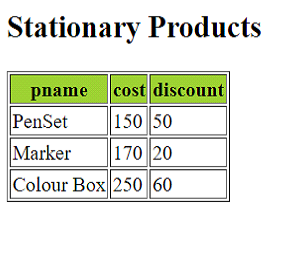 Stationary Products
pname cost discount
PenSet 150 50
Marker 170 20
Colour Box 250 60